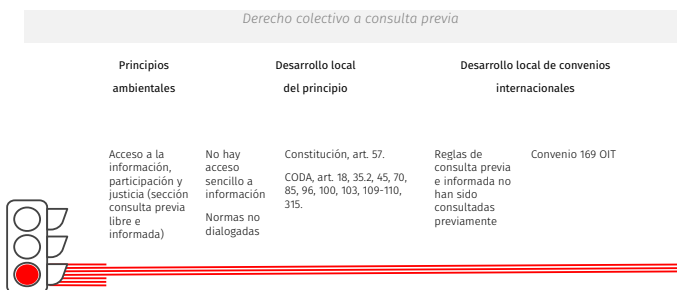 Derecho colectivo a consulta previa
Principios
ambientales
Desarrollo local
del principio
Desarrollo local de convenios
internacionales
Acceso a la
información,
participación y
justicia (sección
consulta previa
libre e
informada)
No hay
acceso
sencillo a
información
Normas no
dialogadas
Constitución, art. 57.
CODA, art. 18, 35.2, 45, 70,
85, 96, 100, 103, 109-110,
315.
Reglas de
consulta previa
e informada no
han sido
consultadas
previamente
Convenio 169 OIT